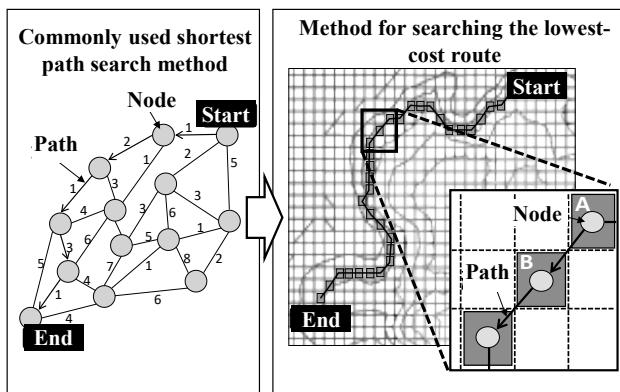 Commonly used shortest
path search method
Node
Start
Path
1
2
1
2
5
1
3
3
4
3
6
3
6
5
1
5
7
4
1
8
2
1
6
4
End
Method for searching the lowest-
cost route
Start
End
A
Node
B
Path